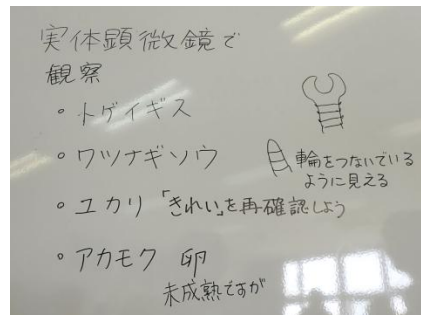 実体顕微鏡で
観察
・トゲイギス
・ワツナギソウ
輪をつないでいる
ように見える
・ユカリ 「きれい」を再確認しよう
・アカモク 卵
未成熟ですが